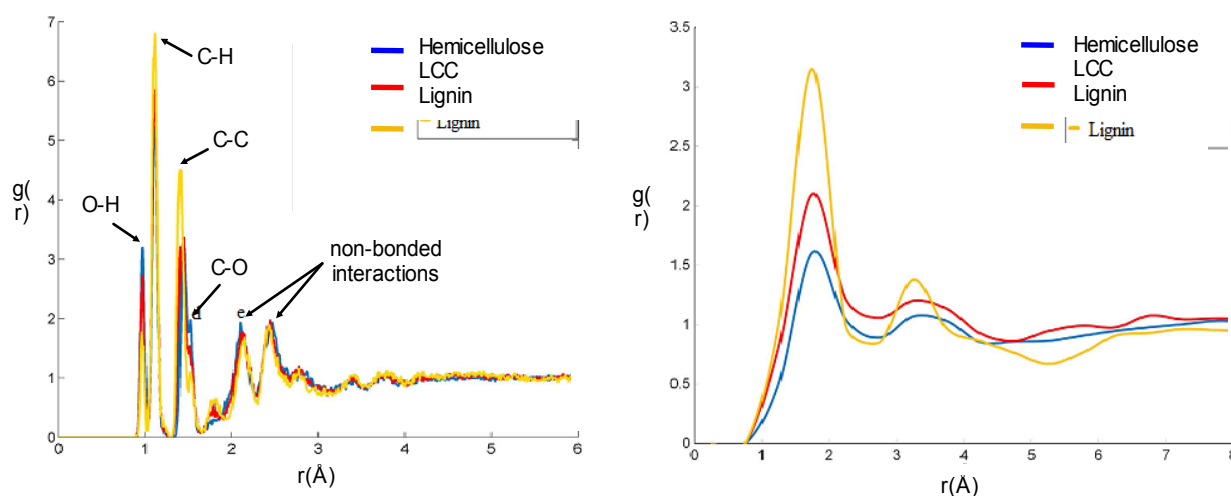 7
6
5
4
3
2
1
0
g(
r)
0
1
2
3
4
5
6
r(Å)
O-H
C-H
C-C
C-O
d
e
non-bonded
interactions
Hemicellulose
LCC
Lignin
Lignin
3.5
3
2.5
2
1.5
1
0.5
0
g(
r)
0
1
2
3
4
5
6
7
8
r(Å)
Hemicellulose
LCC
Lignin
Lignin